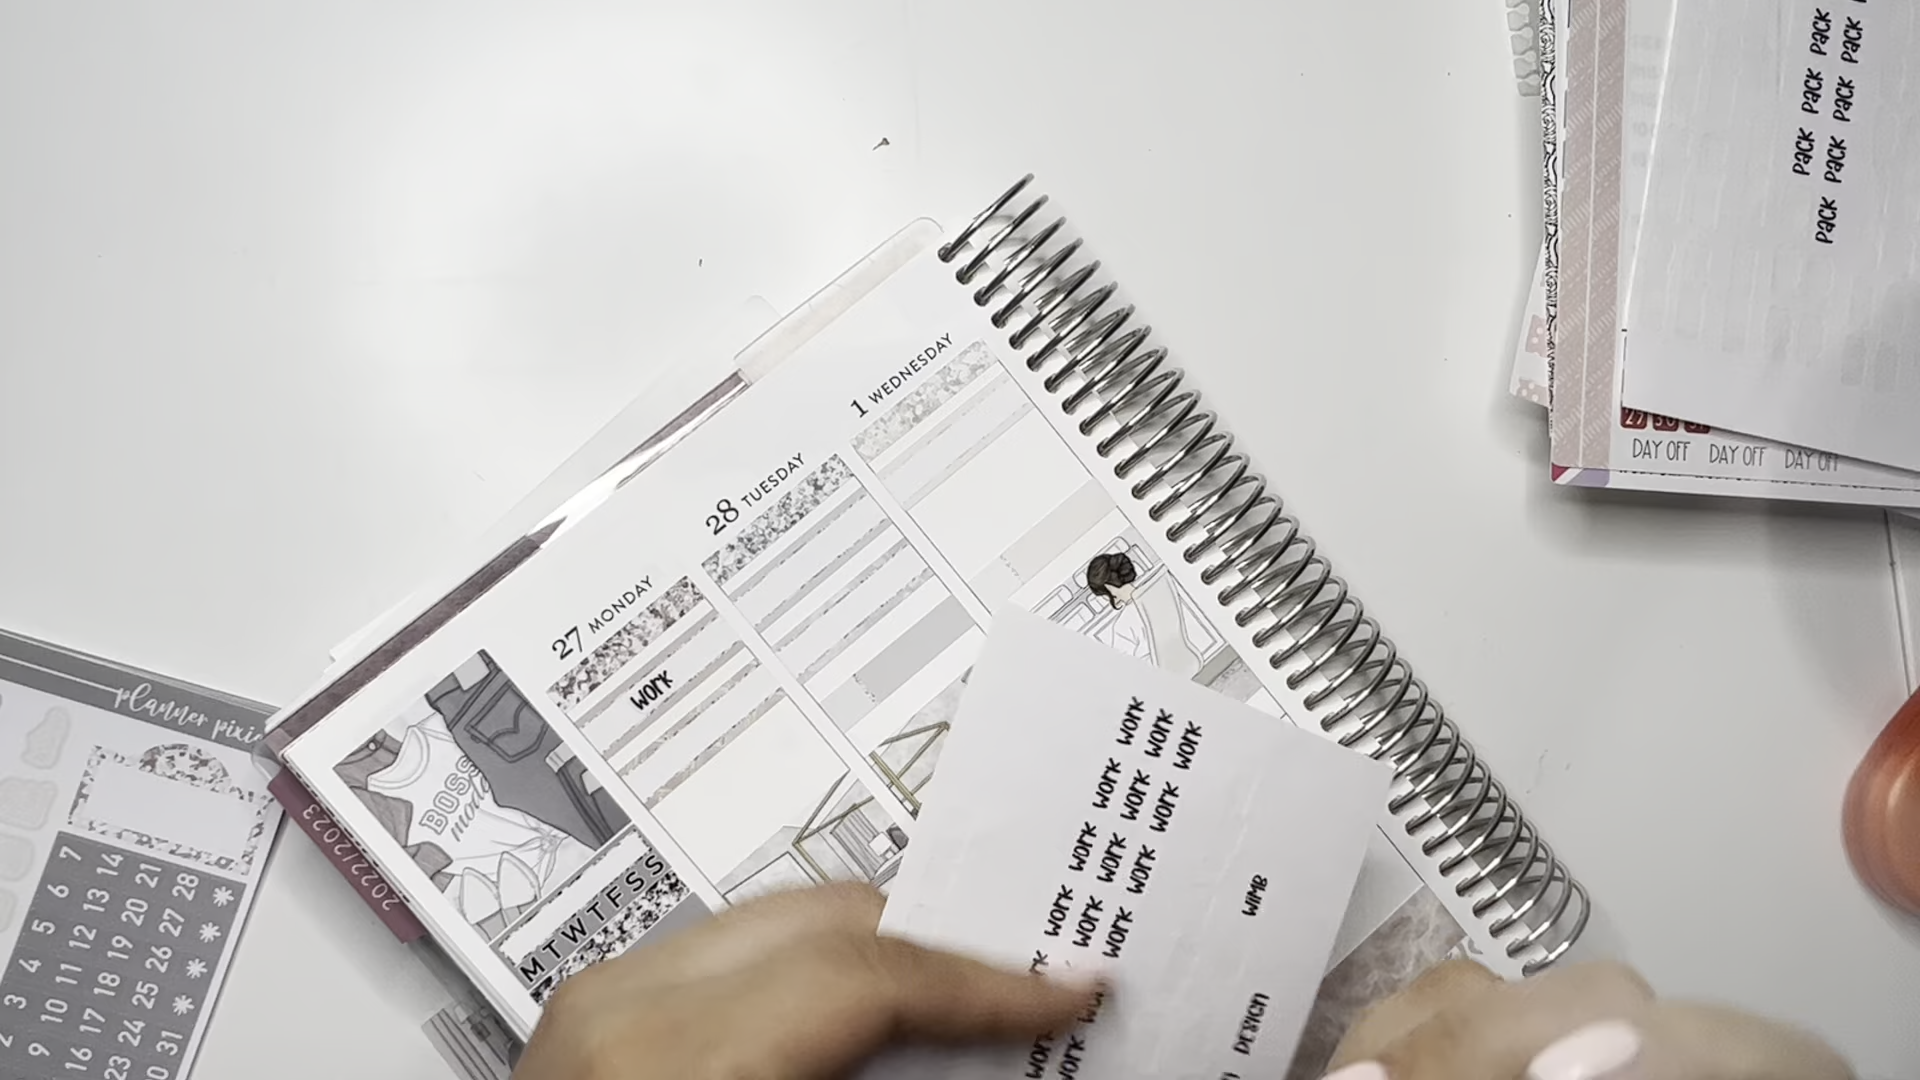 PACK PACK PACK
PACK PACK PACK PACK
DAY OFF DAY OFF DAY OFF
1 WEDNESDAY
28 TUESDAY
27 MONDAY
WORK
BOSS
mode
M T W T F S S
2022/2023
planner pixie
7
6 14
5 13 21
4 12 20 28
3 11 19 27
2 10 18 26
9 17 25
16 24
23 31
30
WORK WORK WORK WORK WORK WORK
WORK WORK WORK WORK WORK WORK
WORK WORK WORK WORK
WIMB
DESIGN